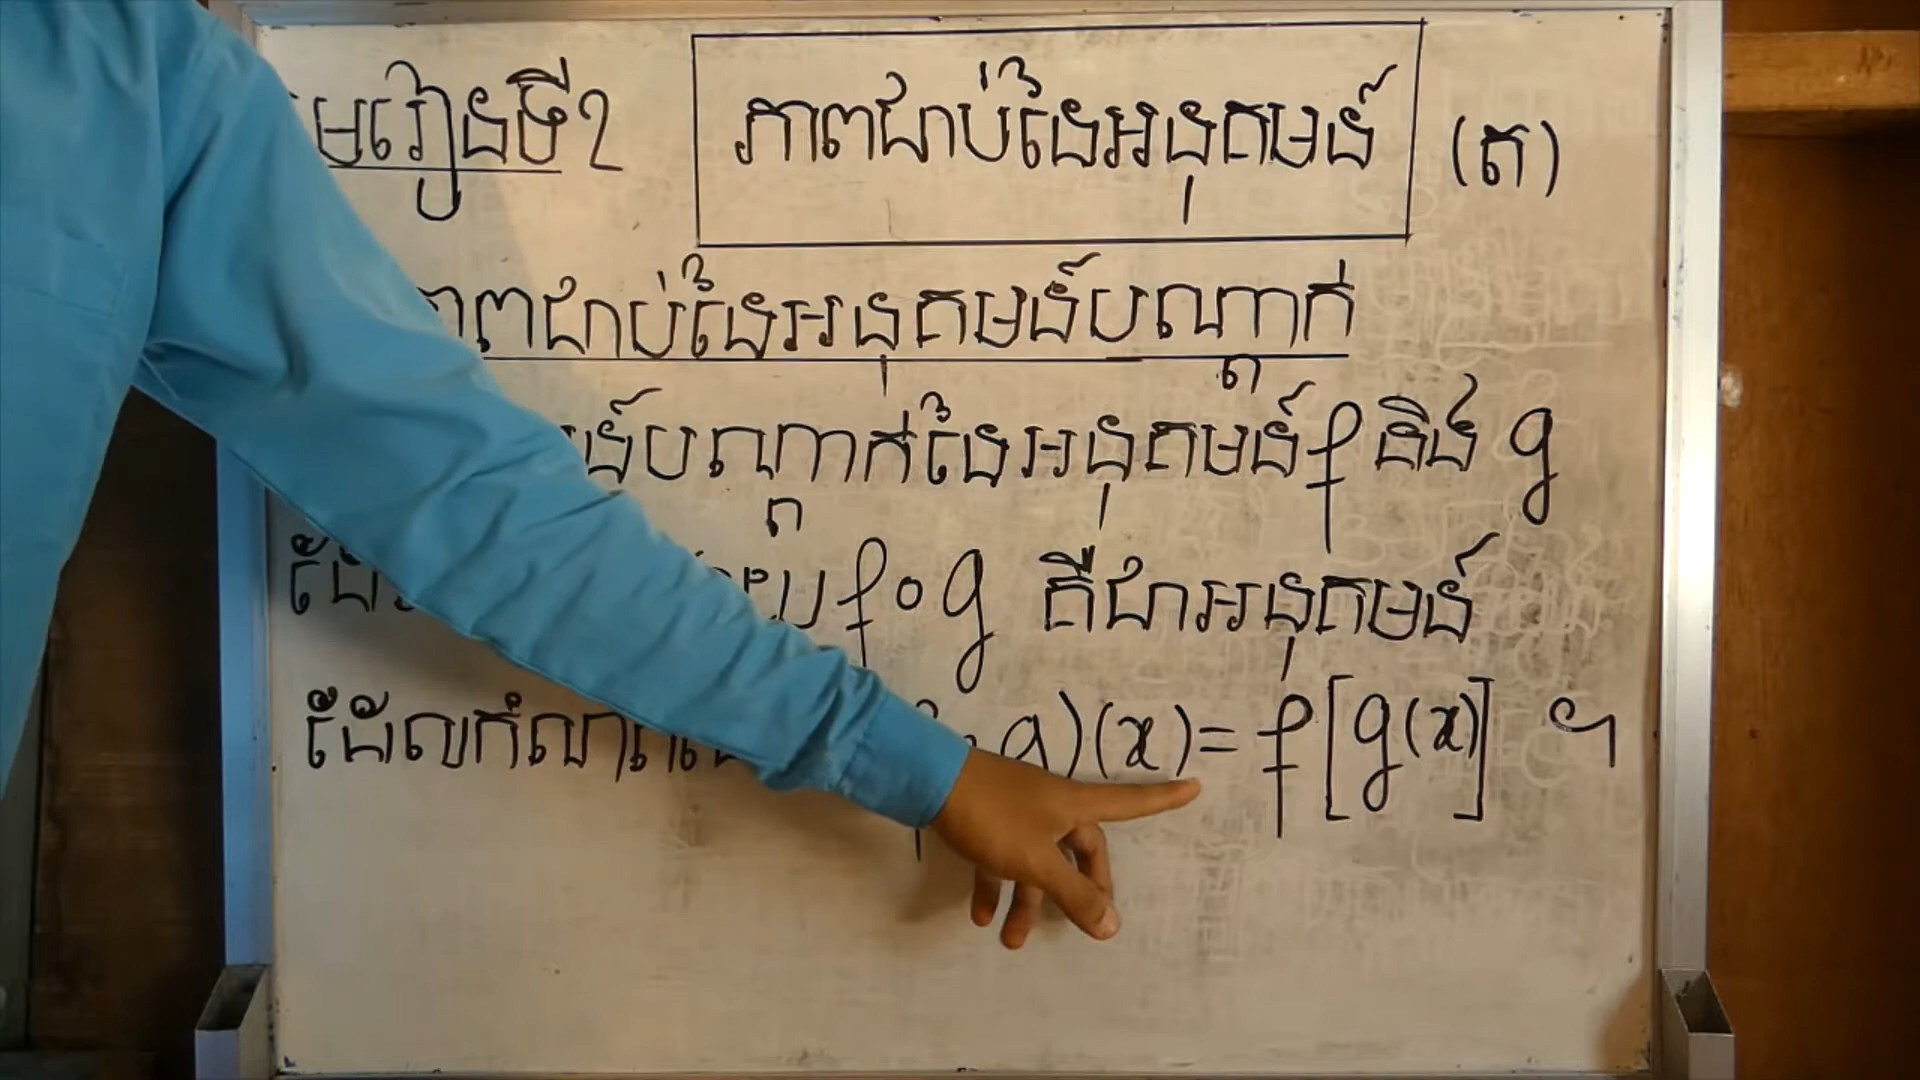 មេរៀនទី២ ភាពជាប់នៃអនុគមន៍ (ត)
ភាពជាប់នៃអនុគមន៍បណ្តាក់
បណ្តាក់នៃអនុគមន៍ f និង g
ដោយ f∘g គឺជាអនុគមន៍
ដែលកំណត់ g)(x) = f[g(x)] ។